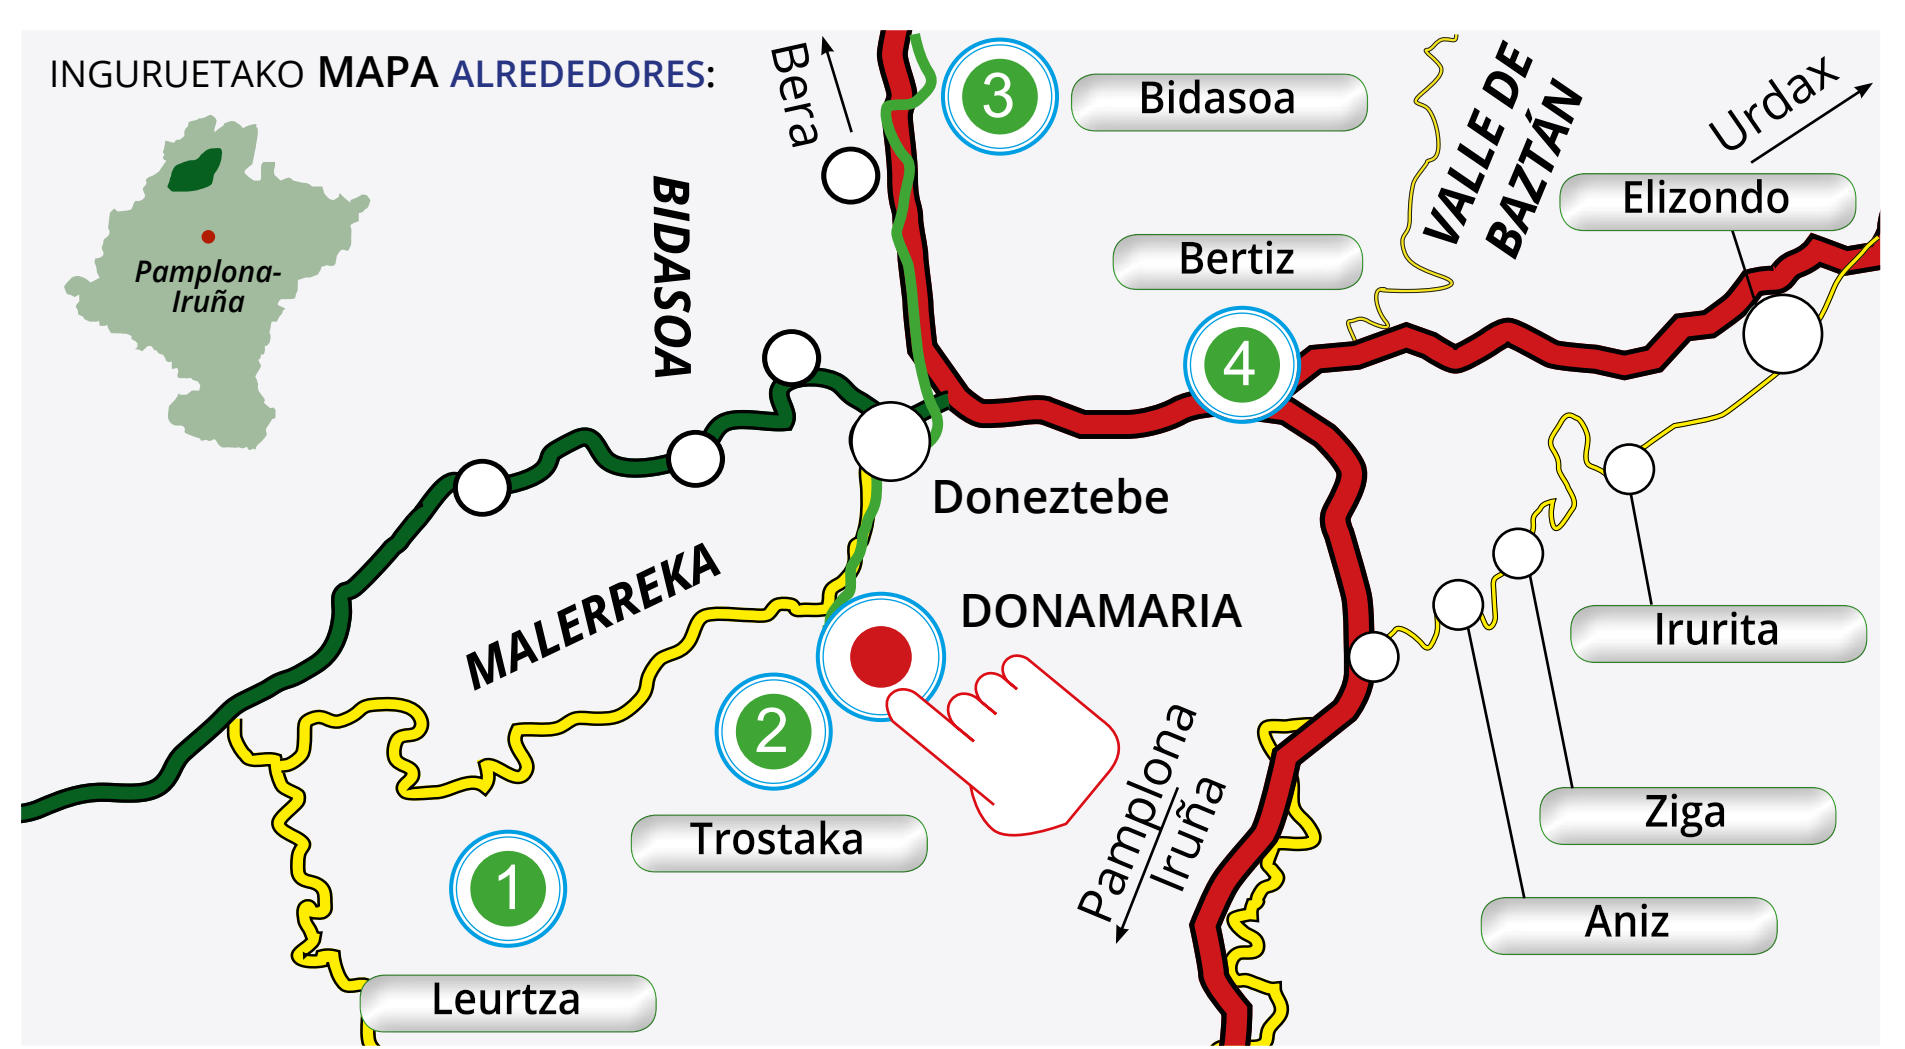 INGURUETAKO MAPA ALREDEDORES:
Bera
3
Bidasoa
VALLE DE
BAZTÁN
Urdax
Elizondo
Pamplona-
Iruña
BIDASOA
Bertiz
4
Doneztebe
MALERREKA
DONAMARIA
Irurita
2
Trostaka
Pamplona
Iruña
Ziga
1
Aniz
Leurtza